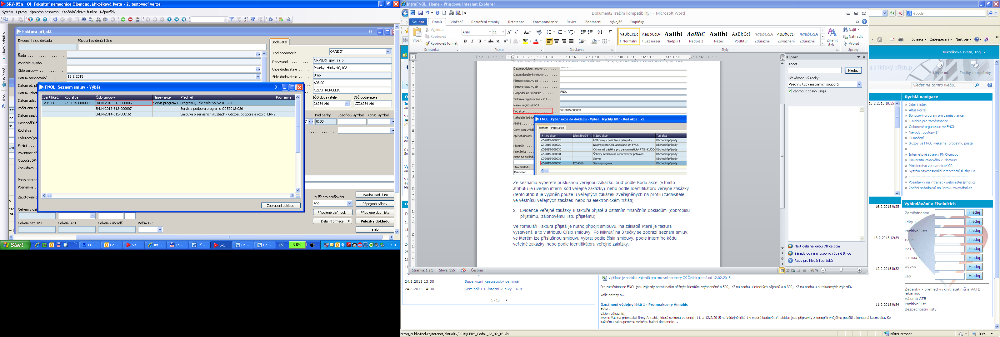 SRV-85n : QI  Fakultní nemocnice Olomouc, Mikošková Iveta - 2. testovací verze
Systém Úpravy Společná nastavení Ovládání aktivní funkce Nápovědy
Hlavní nabídka
Oblíbené
Okna
Faktura přijatá 0
Evidenční číslo dokladu Původní evidenční číslo
Řada
Variabilní symbol
Číslo smlouvy
Datum zaevidování 16.2.2015
Datum zd. pl
Datum uplatr
Datum splatr
Počet dnů sp
Datum zaúčt
Hospodářské
Kód akce
Kalkulační jed
Plnění
Povinnost př
Odpočet DPH
Zaevidoval
Popis operac
Poznámka
Zaúčtování d
Celkem v cizí
Celkem bez DPH Celkem DPH Celkem k úhradě Režim TRC
Dodavatel
Kód dodavatele ORNEXT
Dodavatel OR-NEXT spol. s r.o.
Ulice dodavatele Pisárky, Hlinky 40/102
Sídlo dodavatele Brno
603 00
CZECH REPUBLIC
IČO dodavatele DIČ dodavatele
26284146 CZ26284146
Kód banky Specifický symbol Konst. symbol
7 0100
Použít pro oceňování
Ano
Tvorba Dod. listu
Připojené zálohy
Připojené daň. dokl. Připojené dod. listy
Další informace Položky dokladu
Tisk
FNOL: Seznam smluv - Výběr 3
Identifikač... Kód akce Číslo smlouvy Název akce Předmět Poznámka
1234566 VZ-2015-000033 SMLN-2012-612-000005 Servis programu Program QI dle smlouvy S2010-290
SMLN-2012-612-000007 Servis a podpora programu QI S2012-036
SMLN-2014-612-000161 Smlouva o servisních službách - údržba, podpora a rozvoj ERP s
Zobrazení dokladu
Start EF... Do... SR... Int... To... Pří... SR... Do... Do... CS 98% 11:10
IntraFNOL_Home - Windows Internet Explorer
Google
Dokument2 [režim kompatibility] - Microsoft Word
Soubor Domů Vložení Rozložení stránky Reference Korespondence Revize Zobrazení Vývojář Doplňky
Vložit
Vyjmout
Kopírovat
Kopírovat formát
Schránka
Arial 11
Písmo
Odstavec
¶ Normální ¶ Bez mezer Nadpis 1 Nadpis 2 Název Podtitul Zdůrazně... Zvýraznění Zdůrazně...
Změnit styly
Styly
Najít
Nahradit
Vybrat
Úpravy
Datum podpisu smlouvy 10.8.2010
Datum doručení smlouvy
Platnost smlouvy od
Platnost smlouvy do
Hospodářské středisko FNOL
Smlouva registrována v OJ
Název registrující OJ
Kód akce VZ-2015-000033
Kalkulační jednic
Plnění
Ceny jsou uvádě
Způsob úhrady
Předmět
Poznámka
Měna na dokladu
Stav dokladu
Dokončen
FNOL: Výběr akce do dokladu - Výběr   Rychlý filtr - Kód akce : vz
Seznam Popis akce
Kód akce Identifikační ... Název akce Typ akce
VZ-2015-000028 Lůžkoviny - polštáře a přikrývky Obchodní případy
VZ-2015-000029 Nástroje pro ORL ambulanci DK FNOL Obchodní případy
VZ-2015-000030 Ochranná zástěra pro panoramatický RTG - KÚČOC Obchodní případy
VZ-2015-000031 Šokový zchlazovač a zmrazovač potravin Obchodní případy
VZ-2015-000032 Server Obchodní případy
VZ-2015-000033 1234566 Servis programu Obchodní případy
Ze seznamu vyberete příslušnou veřejnou zakázku buď podle Kódu akce (v tomto
atributu je uveden interní kód veřejné zakázky) nebo podle Identifikátoru veřejné zakázky
(tento atribut je vyplněn pouze u veřejných zakázek zveřejněných na profilu zadavatele,
ve věstníku veřejných zakázek nebo na elektronickém tržišti).
2. Evidence veřejné zakázky k faktuře přijaté a ostatním finančním dokladům (dobropisu
přijatému, zálohovému listu přijatému)
Ve formuláři Faktura přijatá je nutno připojit smlouvu, na základě které je faktura
vystavená a to v atributu Číslo smlouvy. Po kliknutí na 3 tečky se zobrazí seznam smluv,
ve kterém lze příslušnou smlouvu vybrat podle čísla smlouvy, podle interního kódu
veřejné zakázky nebo podle identifikátoru veřejné zakázky:
Stránka: 1 z 1 Slova: 155 Čeština 98 %
Klipart
Hledat:
Hledat
Očekávané výsledky:
Všechny typy mediálních souborů
Zahrnout obsah Bingu
Najít další na webu Office.com
Zásady ochrany osobních údajů Bingu
Rady pro hledání obrázků
Stránka Zabezpečení Nástroje
Mikošková Iveta, Ing.
a a lidský přístup
Líbí se mi Značky a poznámky
Hledat na tomto webu...
16.2.2015 10:55
16.2.2015 9:25
13.2.2015 12:39
12.2.2015 8:32
Rychlá navigace
Jídelní lístek
Altus Portal
Bonusový program pro zaměstnance
T-Mobile pro zaměstnance
Odborové organizace ve FNOL
Návody, postupy IT
Tlumočení
Služby ve FNOL - lékárna, prodejny, pošta
Internetové stránky FN Olomouc
Univerzita Palackého v Olomouci
Ministerstvo zdravotnictví ČR
Systém psychosociální intervenční služby ČR
Požadavky na intranet - webmaster@fnol.cz
Zadání požadavků na úpravu www.fnol.cz
Vyhledávání v číselnících
Zaměstnanec Hledej
Léky : Hledej
Pozitivní list: Hledej
IVLP : Hledej
PZT : Hledej
STOMA : Hledej
Výkon : Hledej
Lab : Hledej
Žádanky - přehled vykrytí statimů a VATB lékárnou
Vázaná ATB
Pozitivní list
Bezpečnostní listy
24.3.2015 13:30 Supervizní kasuistický seminář
24.3.2015 14:00 Seminář III. interní kliniky - NRE
1 - 10
V příloze je nabídka zájezdů pro smluvní partnery CK Čedok platná od 12.02.2015
Pro zaměstnance FNOL jsou zájezdy oproti našim běžným klientům zvýhodněné o 500,- Kč na osobu u leteckých zájezdů a o 300,- Kč na osobu u autokarových zájezdů.
Vaše dotazy a...
Oznámení výdejny léků 1 - Promoakce fy Annabis 11.2.2015 9:54
autor:
Vážení zákazníci,
zveme Vás na promoakci firmy Annabis, která se koná ve dnech 11. a 12.2.2015 na Výdejně léků 1 v modré budově. V nabídce jsou přípravky z konopí k vnějšímu použití a konopná kosmetika. Ke
každému zakoupenému velkému balení dostanete...
http://public.fnol.cz/intranet/aktuality/2015/PERS_Cedok_12_02_15.xls Místní intranet 100%